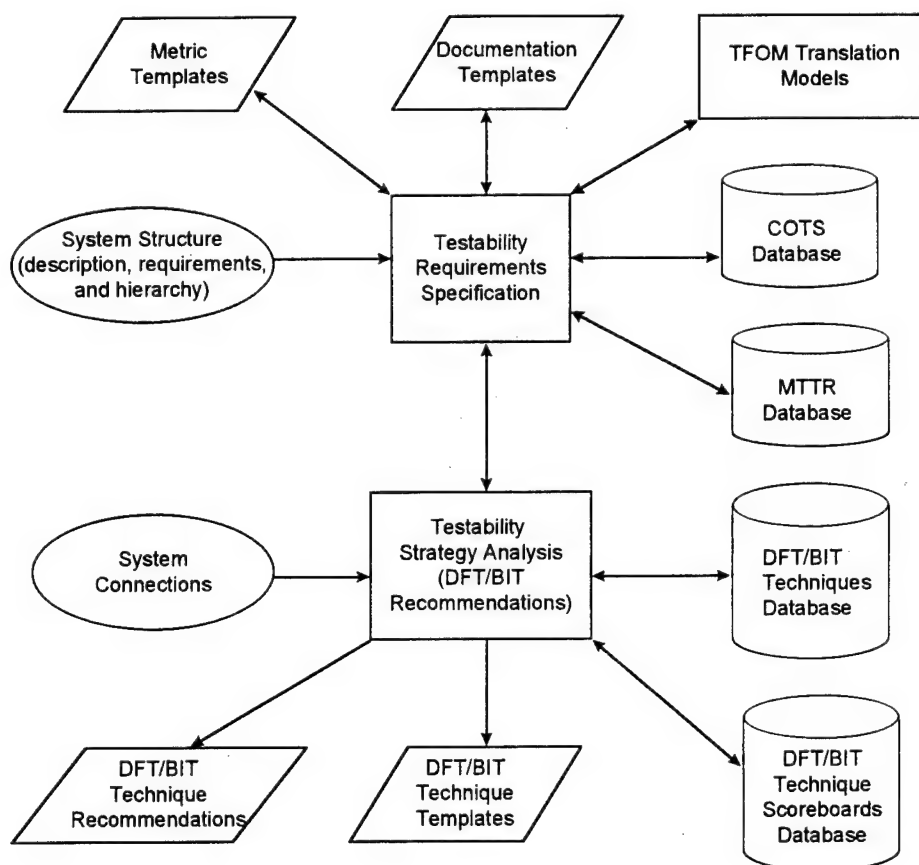 Metric
Templates
Documentation
Templates
TFOM Translation
Models
System Structure
(description, requirements,
and hierarchy)
Testability
Requirements
Specification
COTS
Database
MTTR
Database
System
Connections
Testability
Strategy Analysis
(DFT/BIT
Recommendations)
DFT/BIT
Techniques
Database
DFT/BIT
Technique
Recommendations
DFT/BIT
Technique
Templates
DFT/BIT
Technique
Scoreboards
Database